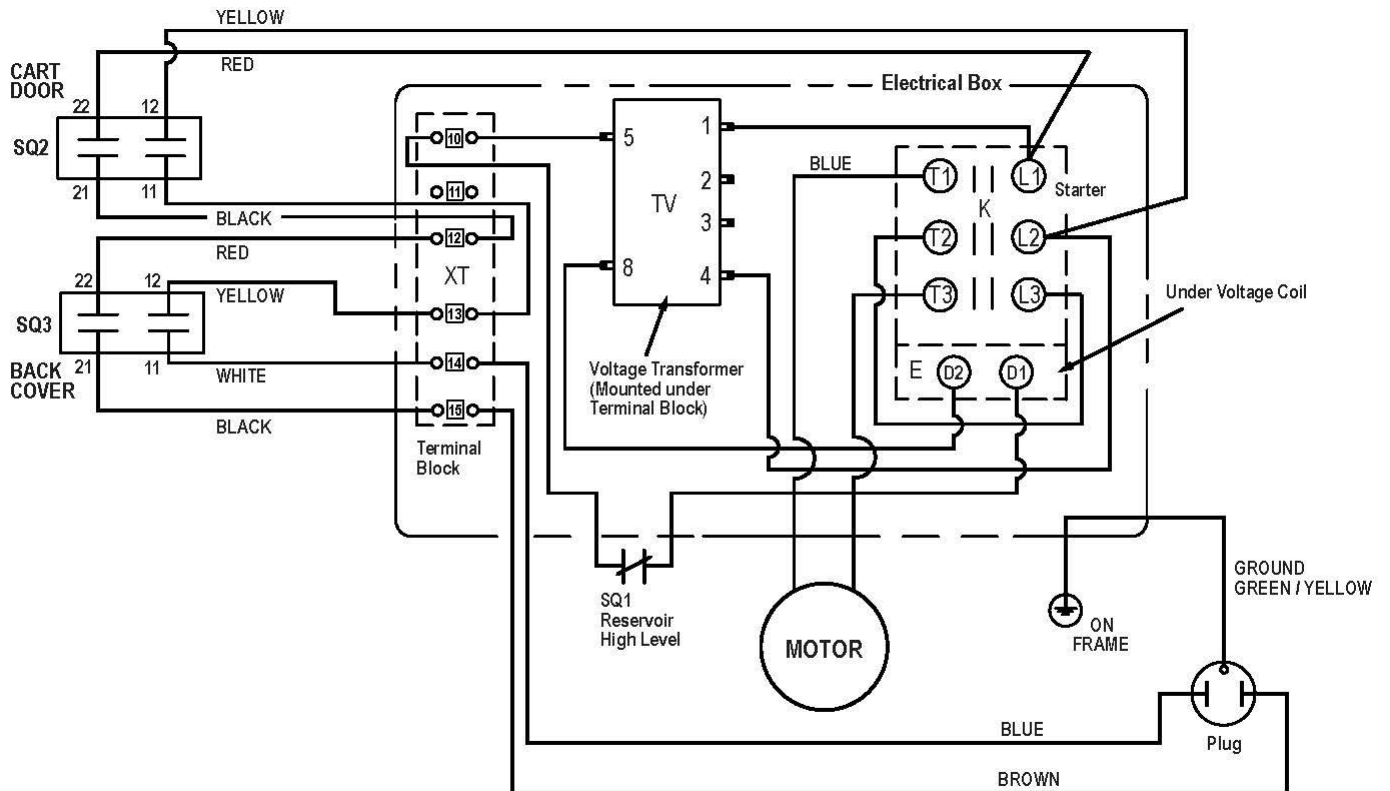 YELLOW
RED
CART
DOOR
22
12
SQ2
21
11
BLACK
RED
22
12
YELLOW
SQ3
21
11
BACK
COVER
WHITE
BLACK
Electrical Box
10
11
12
XT
13
14
15
Terminal
Block
5
1
2
TV
3
8
4
Voltage Transformer
(Mounted under
Terminal Block)
BLUE
T1
L1
Starter
K
T2
L2
T3
L3
E
D2
D1
Under Voltage Coil
SQ1
Reservoir
High Level
MOTOR
ON
FRAME
GROUND
GREEN / YELLOW
Plug
BLUE
BROWN